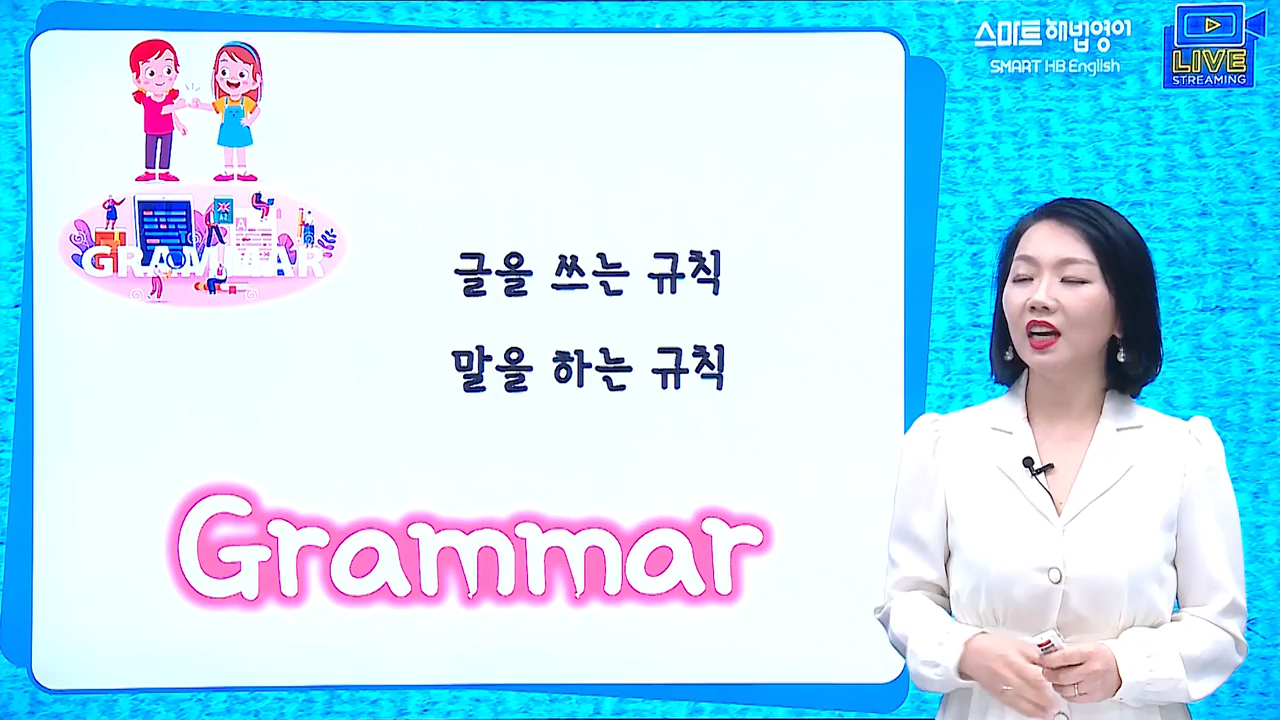 스마트 해법영어
SMART HB English
LIVE
STREAMING
GRAMMAR
글을 쓰는 규칙
말을 하는 규칙
Grammar